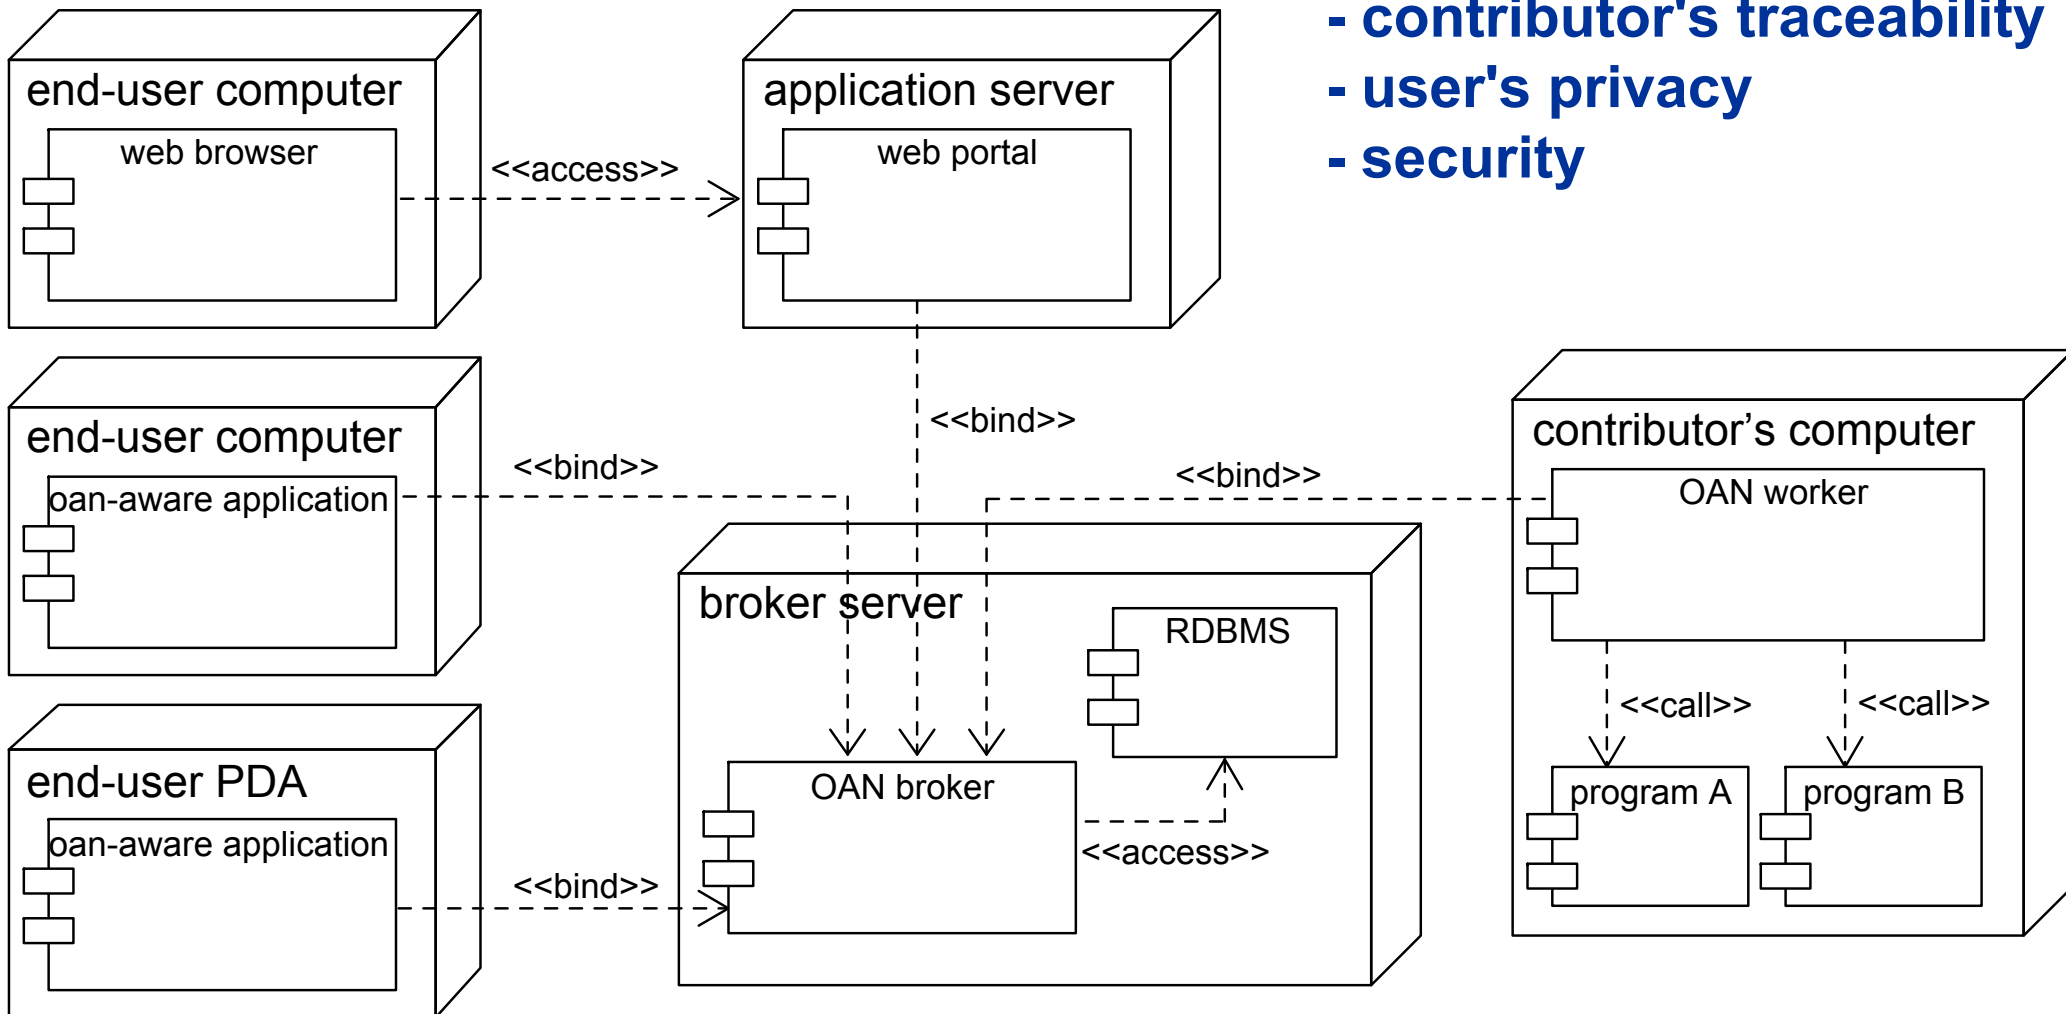 - contributor's traceability
- user's privacy
- security
end-user computer
web browser
<<access>>
application server
web portal
<<bind>>
end-user computer
oan-aware application
<<bind>>
<<bind>>
contributor’s computer
OAN worker
<<call>>
<<call>>
program A
program B
broker server
RDBMS
OAN broker
<<access>>
end-user PDA
oan-aware application
<<bind>>